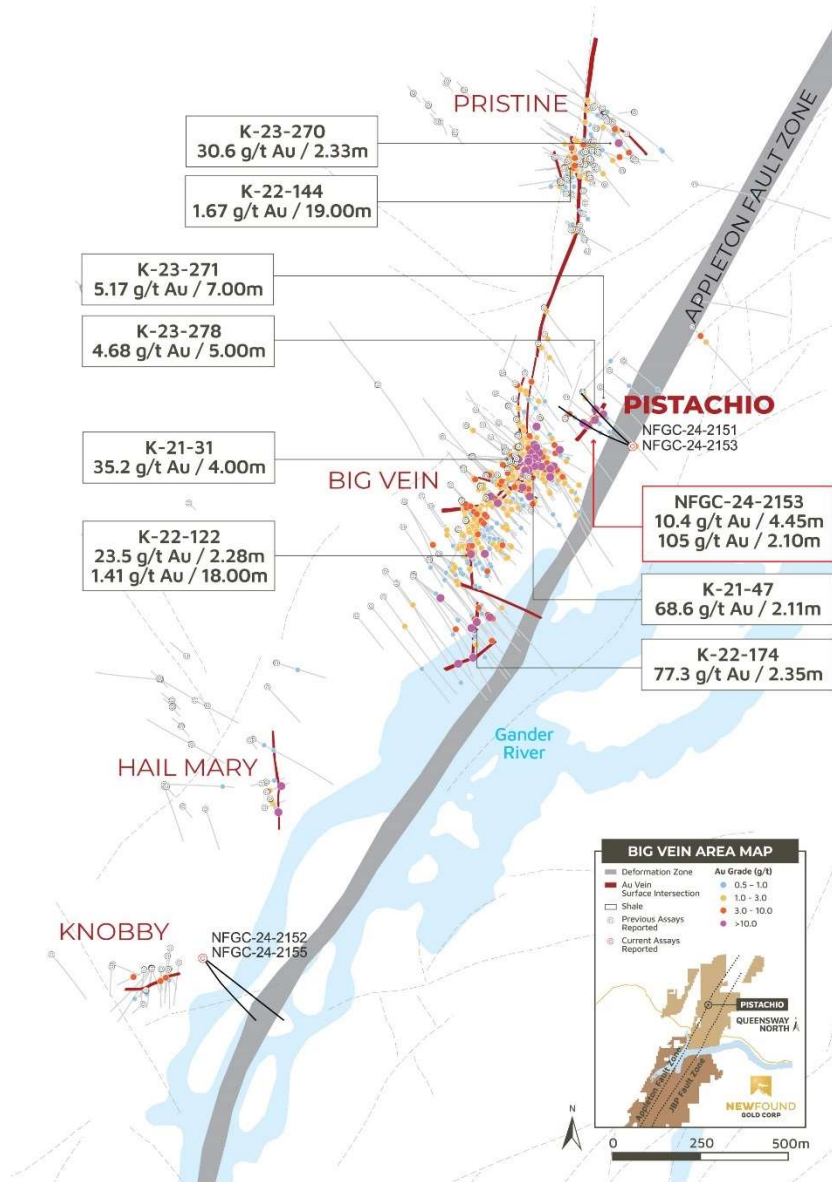 PRISTINE
APPLETON FAULT ZONE
K-23-270
30.6 g/t Au / 2.33m
K-22-144
1.67 g/t Au / 19.00m
K-23-271
5.17 g/t Au / 7.00m
K-23-278
4.68 g/t Au / 5.00m
PISTACHIO
NFGC-24-2151
NFGC-24-2153
K-21-31
35.2 g/t Au / 4.00m
BIG VEIN
NFGC-24-2153
10.4 g/t Au / 4.45m
105 g/t Au / 2.10m
K-22-122
23.5 g/t Au / 2.28m
1.41 g/t Au / 18.00m
K-21-47
68.6 g/t Au / 2.11m
K-22-174
77.3 g/t Au / 2.35m
Gander
River
HAIL MARY
KNOBBY
NFGC-24-2152
NFGC-24-2155
BIG VEIN AREA MAP
Deformation Zone
Au Vein
Surface Intersection
Shale
Previous Assays
Reported
Current Assays
Reported
Au Grade (g/t)
0.5 – 1.0
1.0 - 3.0
3.0 - 10.0
>10.0
PISTACHIO
QUEENSWAY
NORTH
Appleton Fault Zone
JBP Fault Zone
NEWFOUND
GOLD CORP
N
0 250 500m